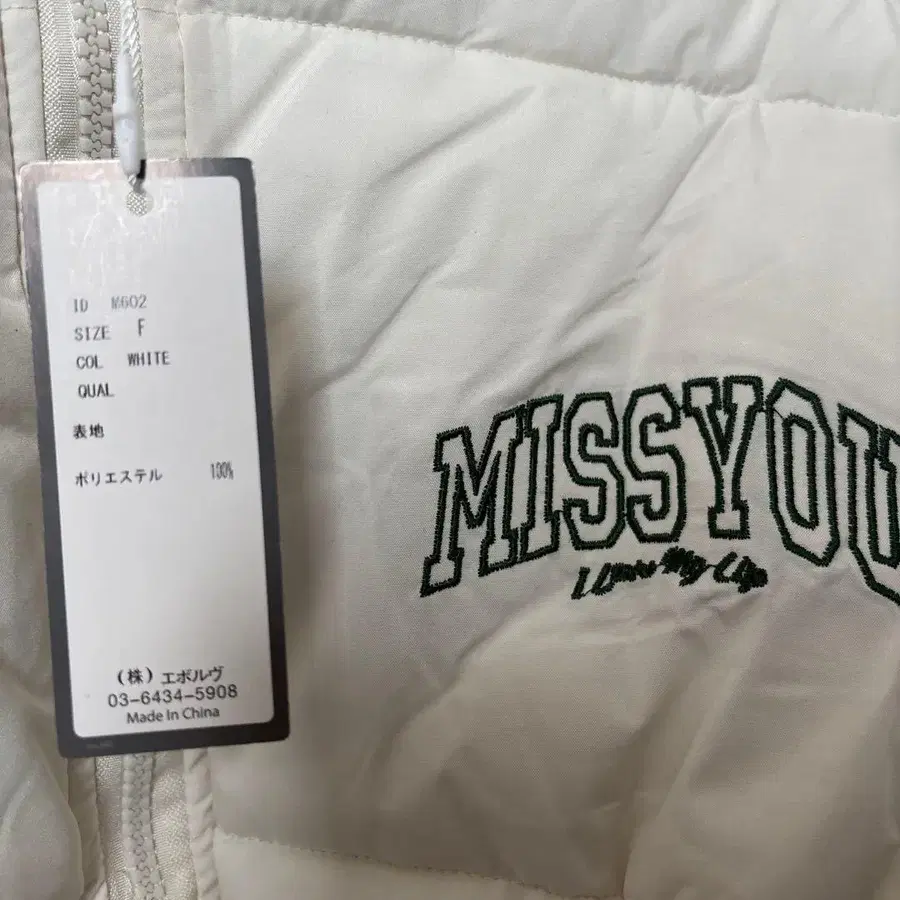 ID M602
SIZE F
COL WHITE
QUAL
表地
ポリエステル 100%
(株)エボルヴ
03-6434-5908
Made In China
MISSYOU